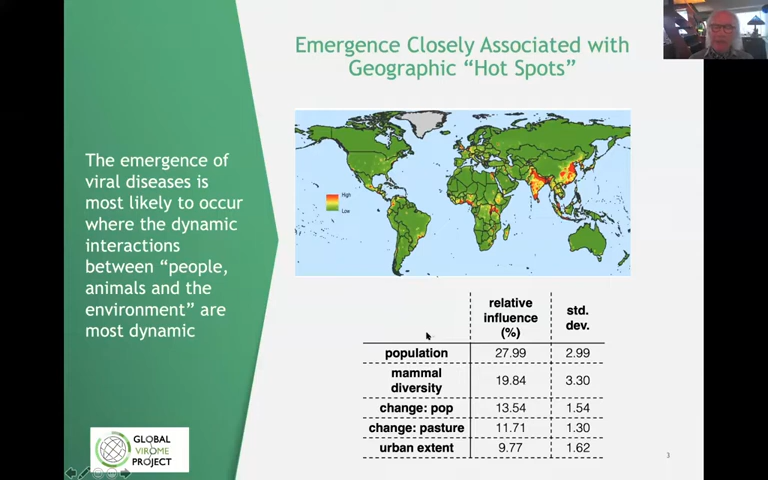 Emergence Closely Associated with
Geographic “Hot Spots”
The emergence of
viral diseases is
most likely to occur
where the dynamic
interactions
between “people,
animals and the
environment” are
most dynamic
High
Low
relative
influence
(%)
std.
dev.
population 27.99 2.99
mammal
diversity 19.84 3.30
change: pop 13.54 1.54
change: pasture 11.71 1.30
urban extent 9.77 1.62
GLOBAL
VIROME
PROJECT
3